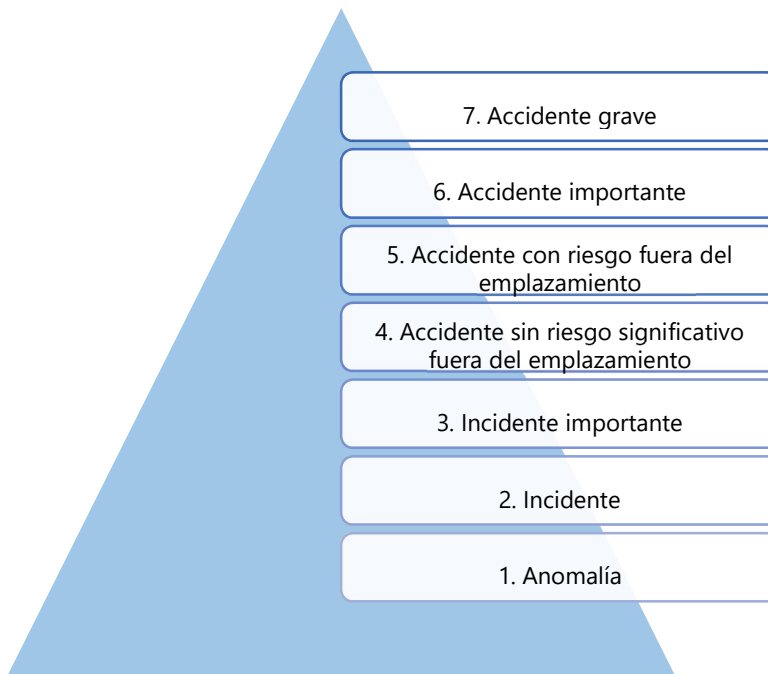 7. Accidente grave
6. Accidente importante
5. Accidente con riesgo fuera del
emplazamiento
4. Accidente sin riesgo significativo
fuera del emplazamiento
3. Incidente importante
2. Incidente
1. Anomalía